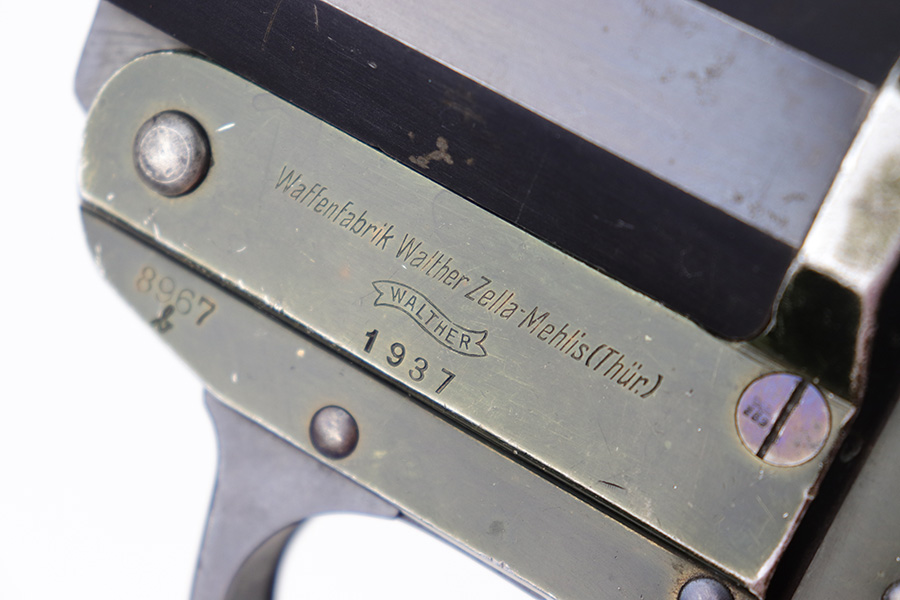 Waffenfabrik Walther Zella-Mehlis (Thür.)
WALTHER
1937
8967